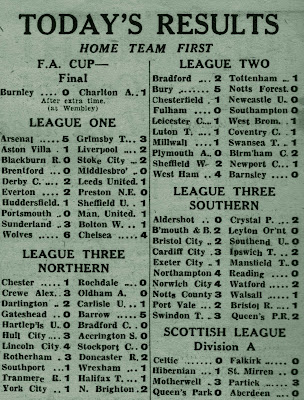 TODAY'S RESULTS
HOME TEAM FIRST
F.A. CUP—
Final
Burnley .... 0 Charlton A.. 1
After extra time.
(at Wembley)
LEAGUE ONE
Arsenal ..... 5 Grimsby T... 3
Aston Villa . 1 Liverpool ... 2
Blackburn R. 0 Stoke City .. 2
Brentford ... 0 Middlesbro' . 0
Derby C. ... 2 Leeds United. 1
Everton ..... 2 Preston N.E. 0
Huddersfield. 1 Sheffield U. . 1
Portsmouth .. 0 Man. United. 1
Sunderland . 3 Bolton W. .. 1
Wolves ...... 6 Chelsea ..... 4
LEAGUE THREE
NORTHERN
Chester ..... 1 Rochdale .... 0
Crewe Alex. 3 Oldham A. 0
Darlington .. 2 Carlisle U... 1
Gateshead .. 0 Barrow ...... 5
Hartlep'ls U. 0 Bradford C. . 0
Hull City ... 3 Accrington S. 0
Lincoln City 4 Stockport C.. 0
Rotherham . 3 Doncaster R. 2
Southport ... 1 Wrexham ... 1
Tranmere R. 1 Halifax T.... 1
York City ... 1 N. Brighton . 2
LEAGUE TWO
Bradford ... 2 Tottenham .. 1
Bury ........ 5 Notts Forest. 0
Chesterfield . 1 Newcastle U. 0
Fulham ..... 0 Southampton 0
Leicester C... 1 West Brom. . 1
Luton T..... 1 Coventry C. . 1
Millwall .... 1 Swansea T... 1
Plymouth A.. 0 Birm'ham C. 0
Sheffield W.. 2 Newport C... 1
West Ham .. 4 Barnsley .... 0
LEAGUE THREE
SOUTHERN
Aldershot .. 0 Crystal P. ... 2
B'mouth & B. 2 Leyton Or'nt 0
Bristol City .. 2 Southend U. 0
Cardiff City . 3 Ipswich T.... 2
Exeter City .. 1 Mansfield T. 0
Northampton 4 Reading .... 0
Norwich City 4 Watford ..... 2
Notts County 3 Walsall ..... 1
Port Vale ... 2 Bristol R. ... 1
Swindon T. . 3 Queen's P.R. 2
SCOTTISH LEAGUE
Division A
Celtic ...... 0 Falkirk ...... 0
Hibernian ... 1 St. Mirren .. 0
Motherwell . 3 Partick ...... 3
Queen's Park 0 Aberdeen ... 0